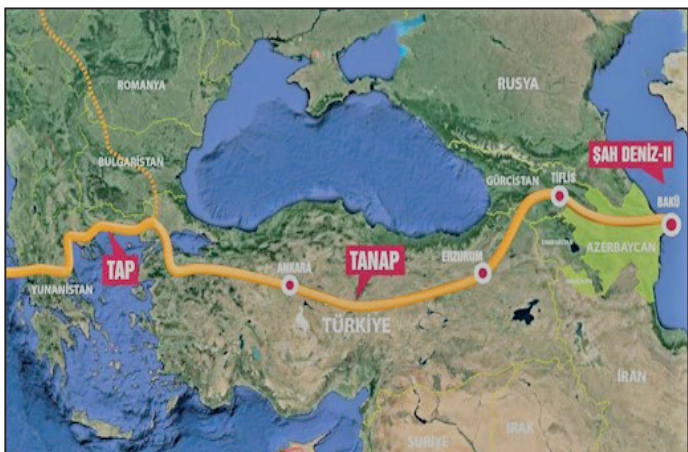 ROMANYA
RUSYA
BULGARİSTAN
ŞAH DENİZ-II
GÜRCİSTAN
TİFLİS
BAKÜ
AZERBAYCAN
TAP
TANAP
ERZURUM
ANKARA
YUNANİSTAN
TÜRKİYE
İRAN
SURİYE
IRAK